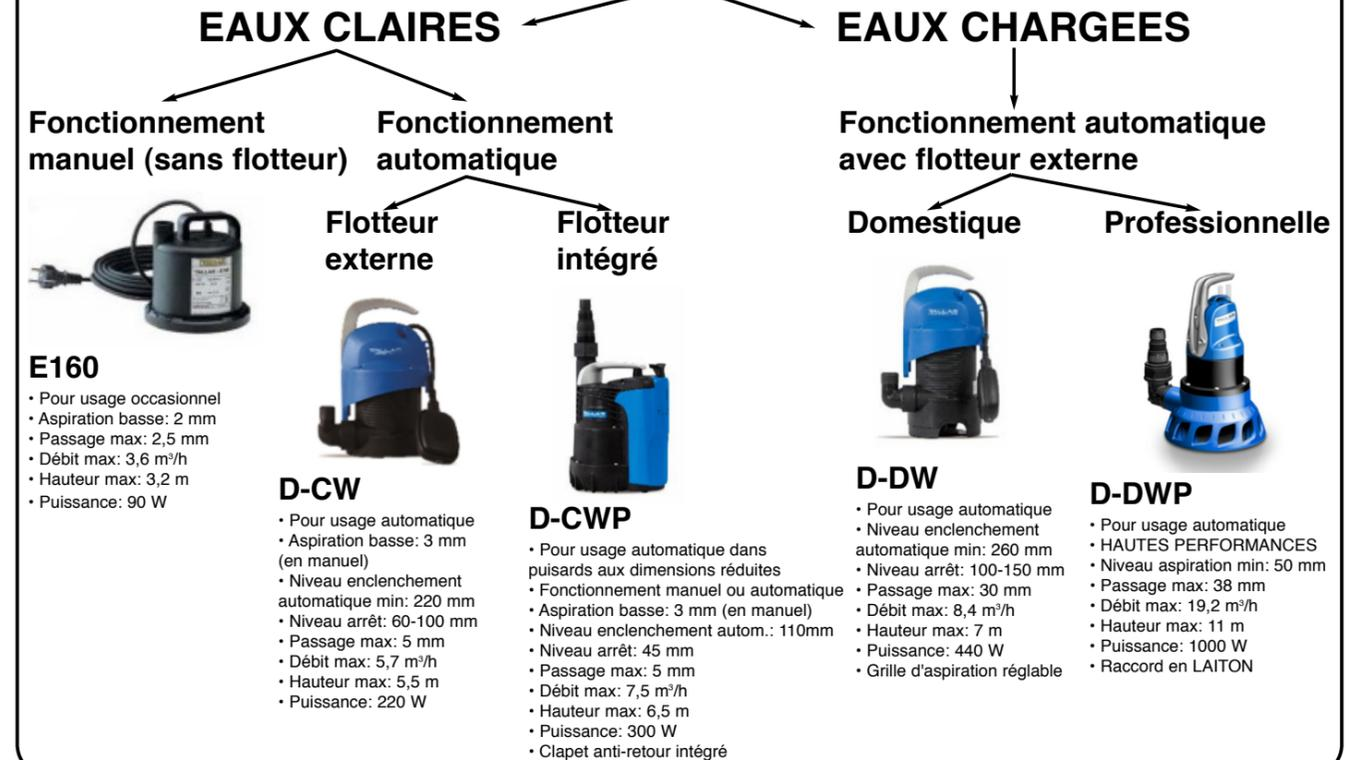 EAUX CLAIRES
EAUX CHARGEES
Fonctionnement
manuel (sans flotteur)
Fonctionnement
automatique
Fonctionnement automatique
avec flotteur externe
Flotteur
externe
Flotteur
intégré
Domestique
Professionnelle
E160
• Pour usage occasionnel
• Aspiration basse: 2 mm
• Passage max: 2,5 mm
• Débit max: 3,6 m³/h
• Hauteur max: 3,2 m
• Puissance: 90 W
D-CW
• Pour usage automatique
• Aspiration basse: 3 mm
(en manuel)
• Niveau enclenchement
automatique min: 220 mm
• Niveau arrêt: 60-100 mm
• Passage max: 5 mm
• Débit max: 5,7 m³/h
• Hauteur max: 5,5 m
• Puissance: 220 W
D-CWP
• Pour usage automatique dans
puisards aux dimensions réduites
• Fonctionnement manuel ou automatique
• Aspiration basse: 3 mm (en manuel)
• Niveau enclenchement autom.: 110mm
• Niveau arrêt: 45 mm
• Passage max: 5 mm
• Débit max: 7,5 m³/h
• Hauteur max: 6,5 m
• Puissance: 300 W
• Clapet anti-retour intégré
D-DW
• Pour usage automatique
• Niveau enclenchement
automatique min: 260 mm
• Niveau arrêt: 100-150 mm
• Passage max: 30 mm
• Débit max: 8,4 m³/h
• Hauteur max: 7 m
• Puissance: 440 W
• Grille d'aspiration réglable
D-DWP
• Pour usage automatique
• HAUTES PERFORMANCES
• Niveau aspiration min: 50 mm
• Passage max: 38 mm
• Débit max: 19,2 m³/h
• Hauteur max: 11 m
• Puissance: 1000 W
• Raccord en LAITON